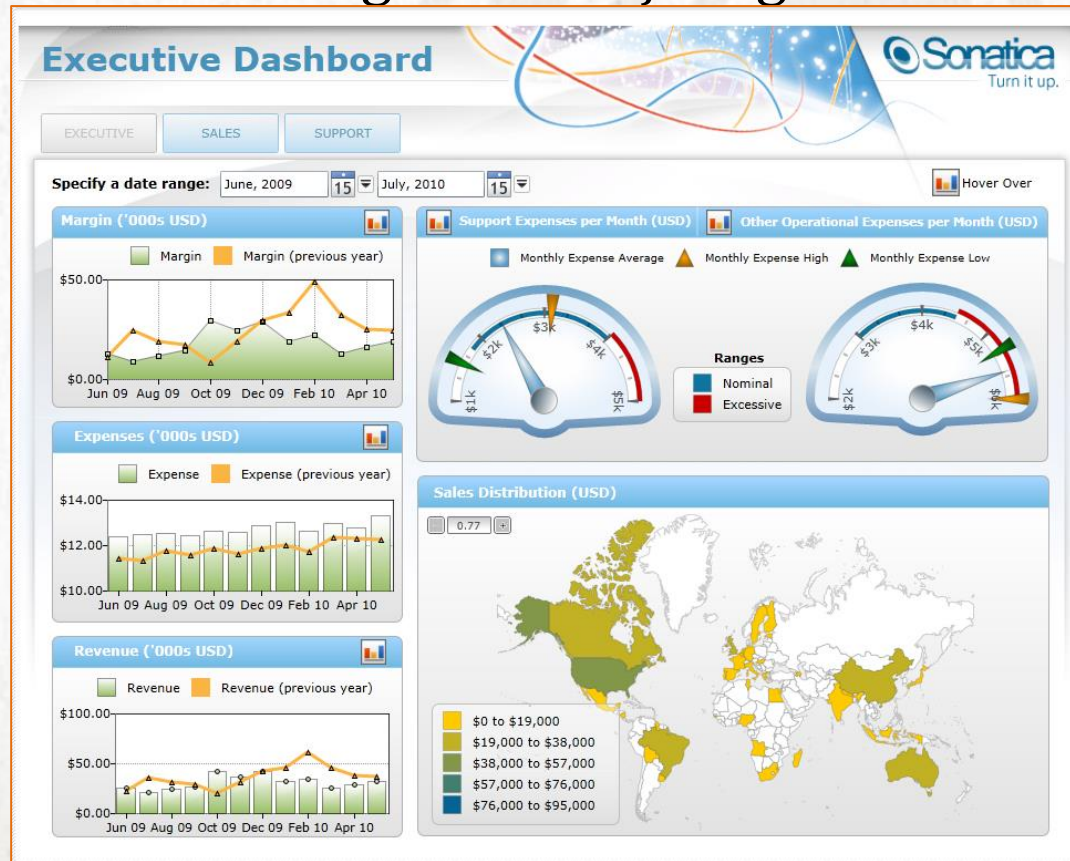 Executive Dashboard
Sonatica
Turn it up.
EXECUTIVE
SALES
SUPPORT
Specify a date range: June, 2009 15 July, 2010 15
Hover Over
Margin ('000s USD)
Margin Margin (previous year)
$50.00
$0.00
Jun 09 Aug 09 Oct 09 Dec 09 Feb 10 Apr 10
Expenses ('000s USD)
Expense Expense (previous year)
$14.00
$12.00
$10.00
Jun 09 Aug 09 Oct 09 Dec 09 Feb 10 Apr 10
Revenue ('000s USD)
Revenue Revenue (previous year)
$100.00
$50.00
$0.00
Jun 09 Aug 09 Oct 09 Dec 09 Feb 10 Apr 10
Support Expenses per Month (USD)
Other Operational Expenses per Month (USD)
Monthly Expense Average Monthly Expense High Monthly Expense Low
$1k
$2k
$3k
$4k
$5k
Ranges
Nominal
Excessive
$2k
$3k
$4k
$5k
$6k
Sales Distribution (USD)
0.77
$0 to $19,000
$19,000 to $38,000
$38,000 to $57,000
$57,000 to $76,000
$76,000 to $95,000